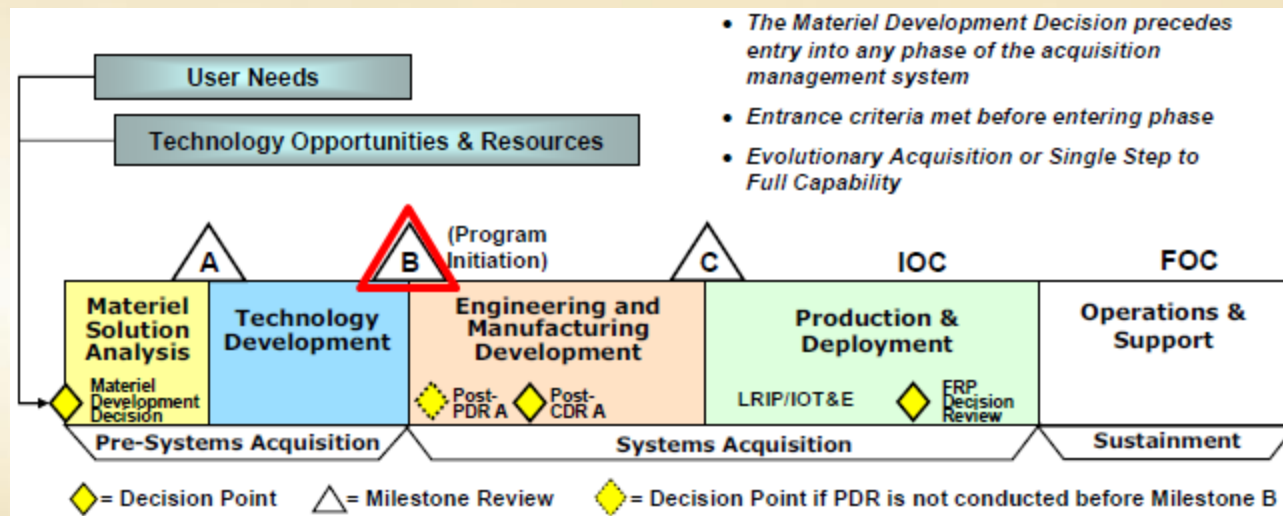 • The Materiel Development Decision precedes
entry into any phase of the acquisition
management system
• Entrance criteria met before entering phase
• Evolutionary Acquisition or Single Step to
Full Capability
User Needs
Technology Opportunities & Resources
A
B
(Program
Initiation)
C
IOC
FOC
Materiel
Solution
Analysis
Materiel
Development
Decision
Technology
Development
Engineering and
Manufacturing
Development
Post-
PDR A
Post-
CDR A
Production &
Deployment
LRIP/IOT&E
FRP
Decision
Review
Operations &
Support
Pre-Systems Acquisition
Systems Acquisition
Sustainment
= Decision Point
= Milestone Review
= Decision Point if PDR is not conducted before Milestone B